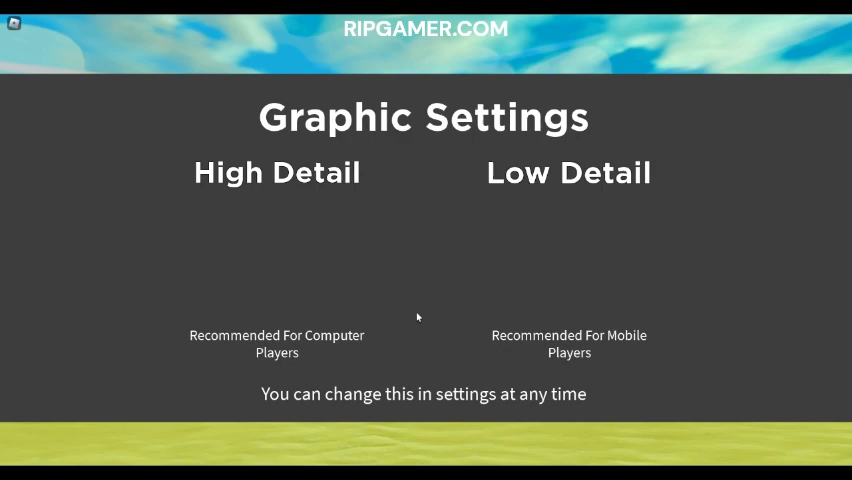 RIPGAMER.COM
Graphic Settings
High Detail
Low Detail
Recommended For Computer
Players
Recommended For Mobile
Players
You can change this in settings at any time